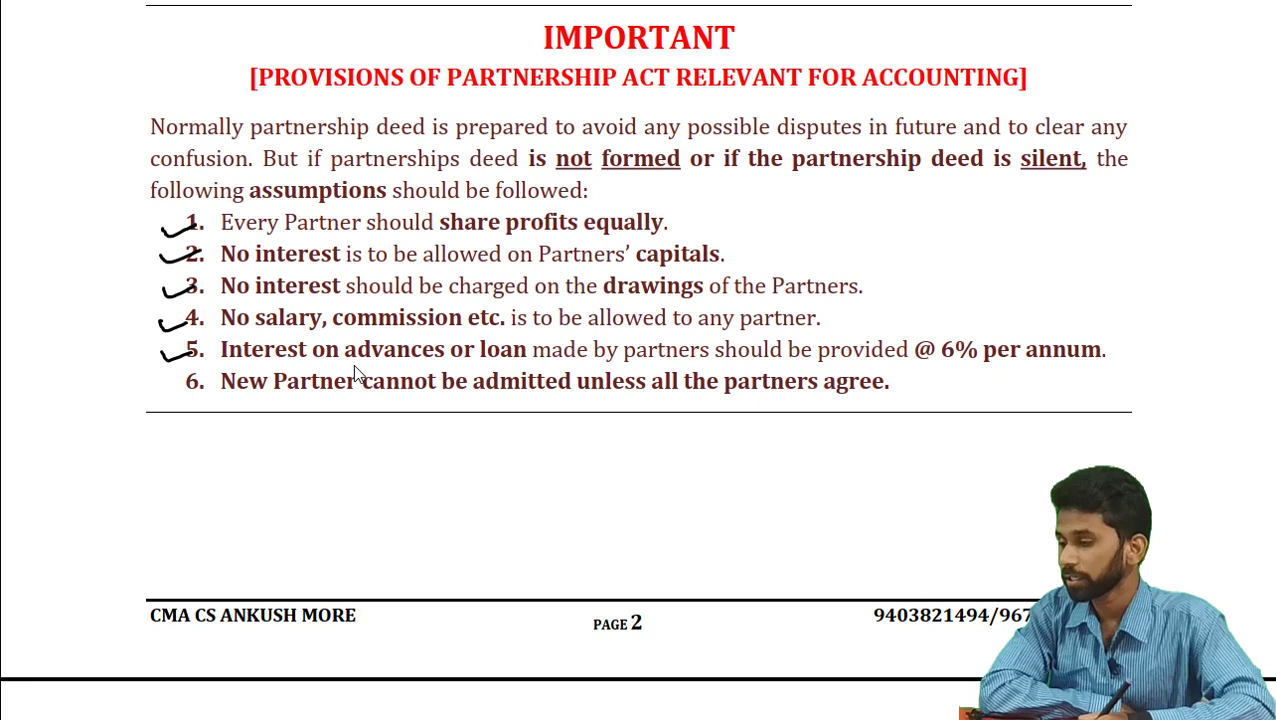 IMPORTANT
[PROVISIONS OF PARTNERSHIP ACT RELEVANT FOR ACCOUNTING]
Normally partnership deed is prepared to avoid any possible disputes in future and to clear any
confusion. But if partnerships deed is not formed or if the partnership deed is silent, the
following assumptions should be followed:
1. Every Partner should share profits equally.
2. No interest is to be allowed on Partners’ capitals.
3. No interest should be charged on the drawings of the Partners.
4. No salary, commission etc. is to be allowed to any partner.
5. Interest on advances or loan made by partners should be provided @ 6% per annum.
6. New Partner cannot be admitted unless all the partners agree.
CMA CS ANKUSH MORE
PAGE 2
9403821494/967